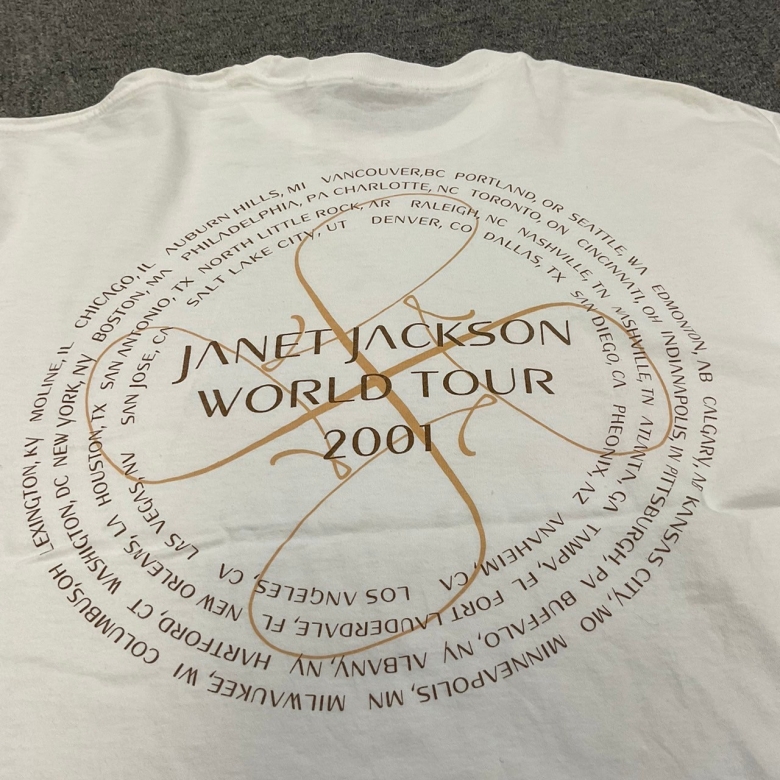 JANET JACKSON
WORLD TOUR
2001
VANCOUVER,BC PORTLAND, OR SEATTLE, WA EDMONTON, AB CALGARY, AB KANSAS CITY, MO MINNEAPOLIS, MN MILWAUKEE, WI COLUMBUS,OH LEXINGTON, KY MOLINE, IL CHICAGO, IL AUBURN HILLS, MI
PHILADELPHIA, PA CHARLOTTE, NC TORONTO, ON CINCINNATI, OH INDIANAPOLIS IN PITTSBURGH, PA BUFFALO, NY ALBANY, NY HARTFORD, CT WASHIGTON, DC NEW YORK, NY BOSTON, MA
NORTH LITTLE ROCK, AR RALEIGH, NC NASHVILLE, TN NASHVILLE, TN ATLANTA, GA TAMPA, FL FORT LAUDERDALE, FL NEW ORLEANS, LA HOUSTON, TX SAN ANTONIO, TX
SALT LAKE CITY, UT DENVER, CO DALLAS, TX SAN DIEGO, CA PHEONIX, AZ ANAHEIM, CA LOS ANGELES, CA LAS VEGAS, NV SAN JOSE, CA